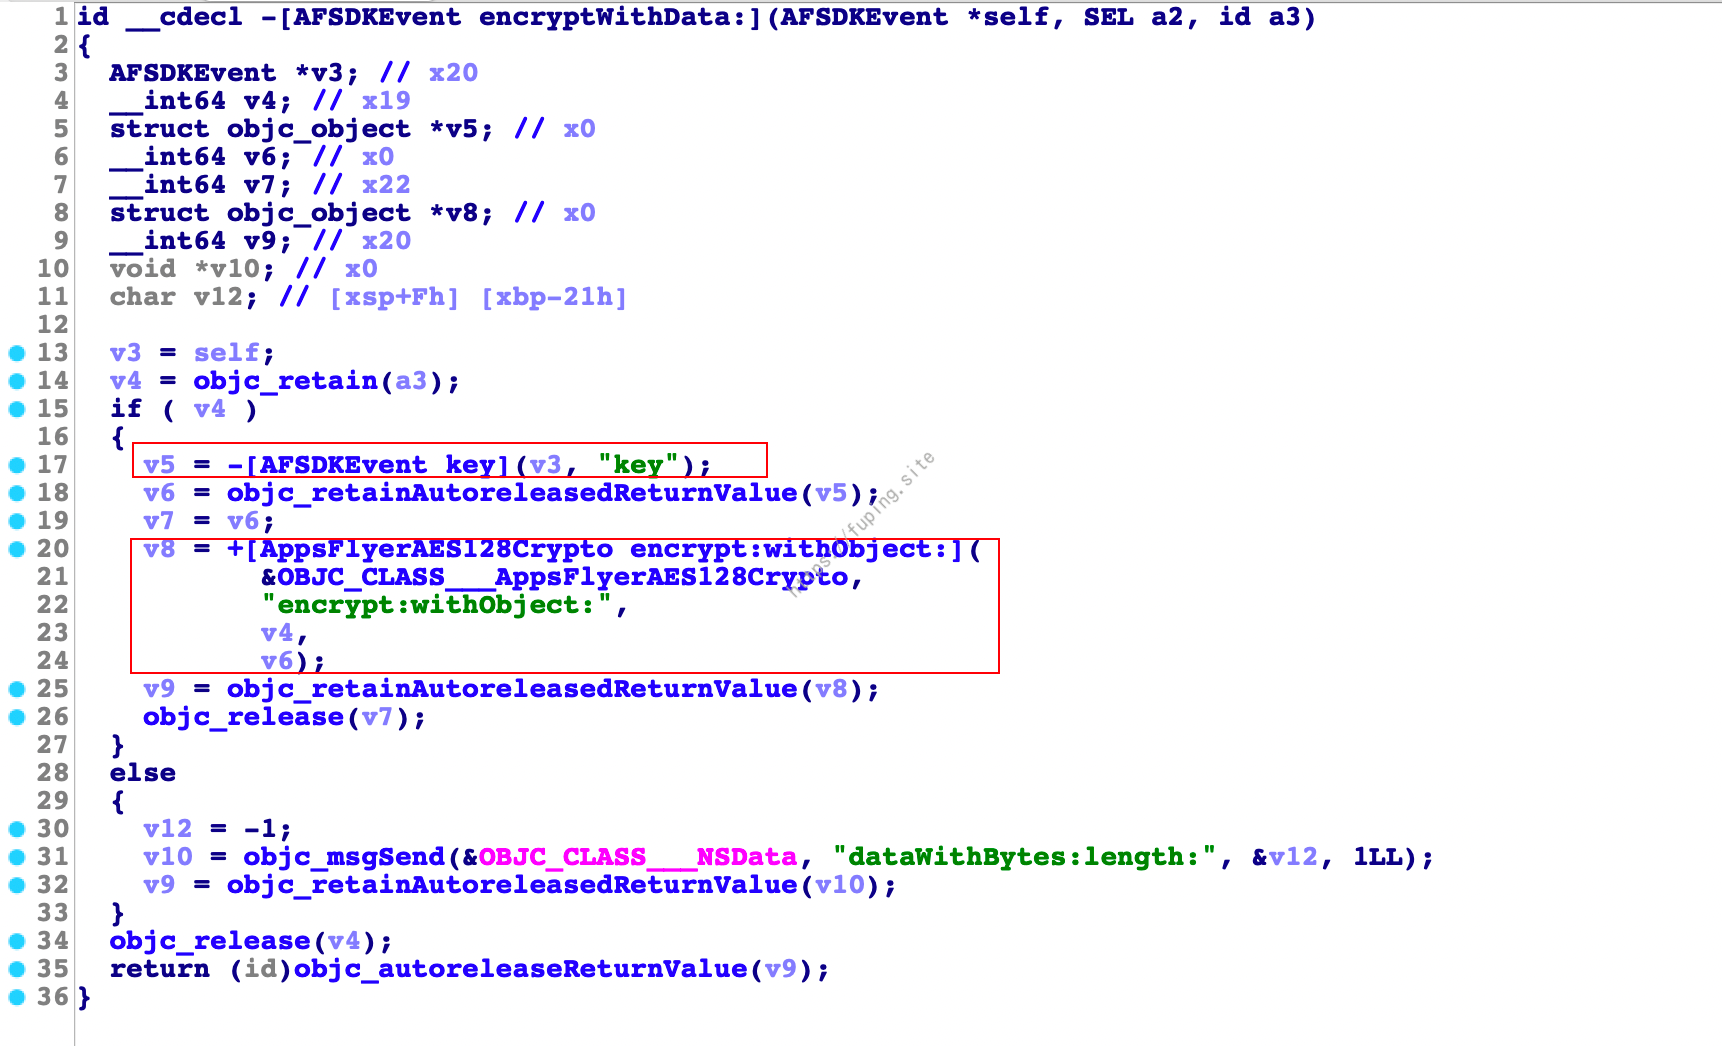 1 id __cdecl -[AFSDKEvent encryptWithData:](AFSDKEvent *self, SEL a2, id a3)
2 {
3 AFSDKEvent *v3; // x20
4 __int64 v4; // x19
5 struct objc_object *v5; // x0
6 __int64 v6; // x0
7 __int64 v7; // x22
8 struct objc_object *v8; // x0
9 __int64 v9; // x20
10 void *v10; // x0
11 char v12; // [xsp+Fh] [xbp-21h]
12
13 v3 = self;
14 v4 = objc_retain(a3);
15 if ( v4 )
16 {
17 v5 = -[AFSDKEvent key](v3, "key");
18 v6 = objc_retainAutoreleasedReturnValue(v5);
19 v7 = v6;
20 v8 = +[AppsFlyerAES128Crypto encrypt:withObject:](
21 &OBJC_CLASS___AppsFlyerAES128Crypto,
22 "encrypt:withObject:",
23 v4,
24 v6);
25 v9 = objc_retainAutoreleasedReturnValue(v8);
26 objc_release(v7);
27 }
28 else
29 {
30 v12 = -1;
31 v10 = objc_msgSend(&OBJC_CLASS___NSData, "dataWithBytes:length:", &v12, 1LL);
32 v9 = objc_retainAutoreleasedReturnValue(v10);
33 }
34 objc_release(v4);
35 return (id)objc_autoreleaseReturnValue(v9);
36 }
https://fuping.site